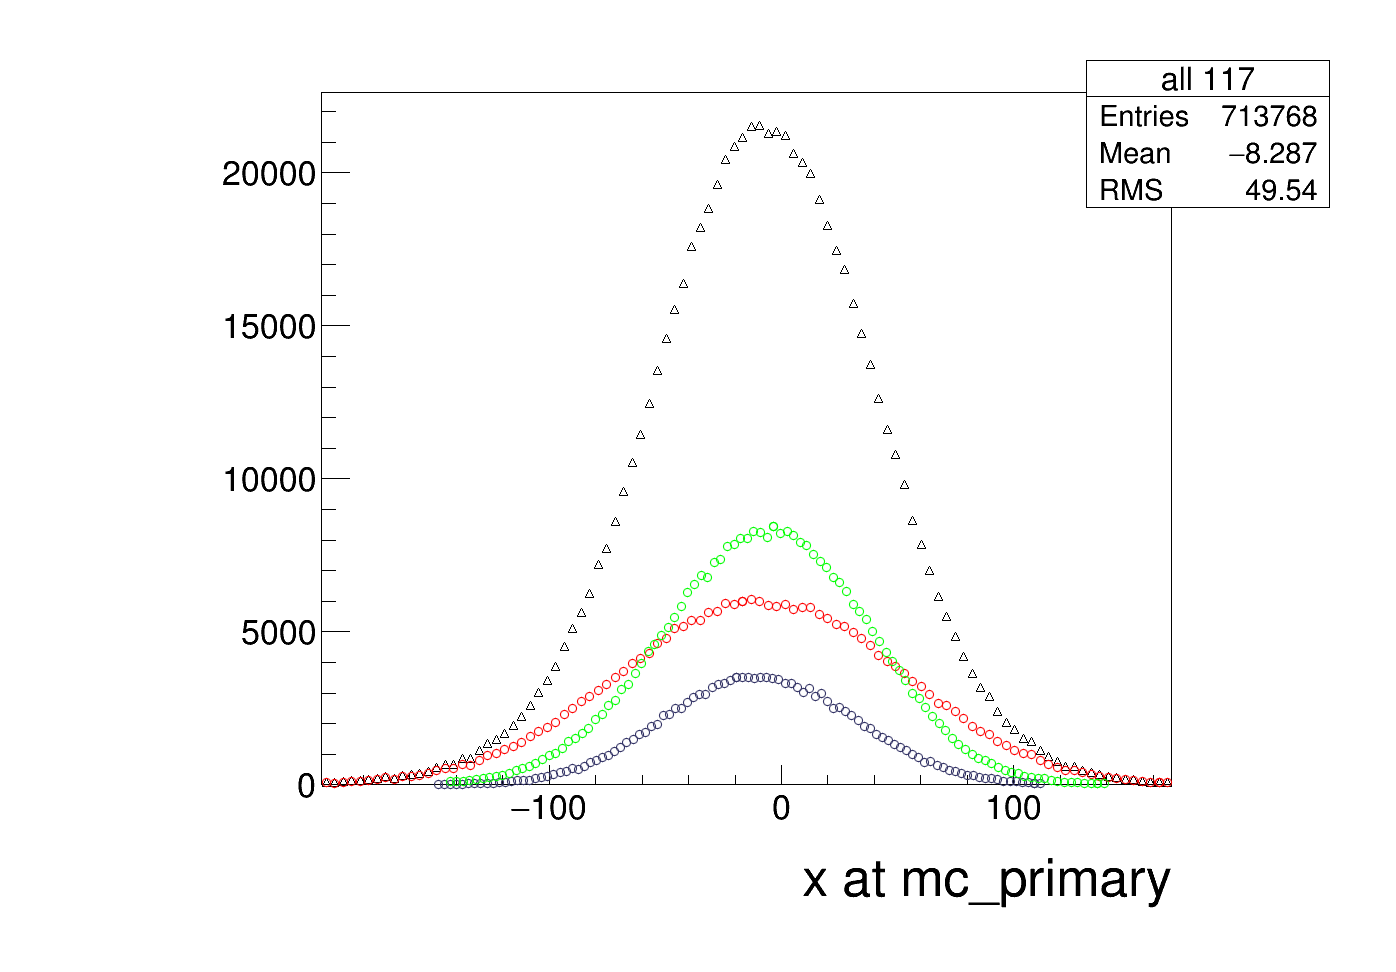 all 117
Entries 713768
Mean −8.287
RMS 49.54
20000
15000
10000
5000
0
−100 0 100
x at mc_primary